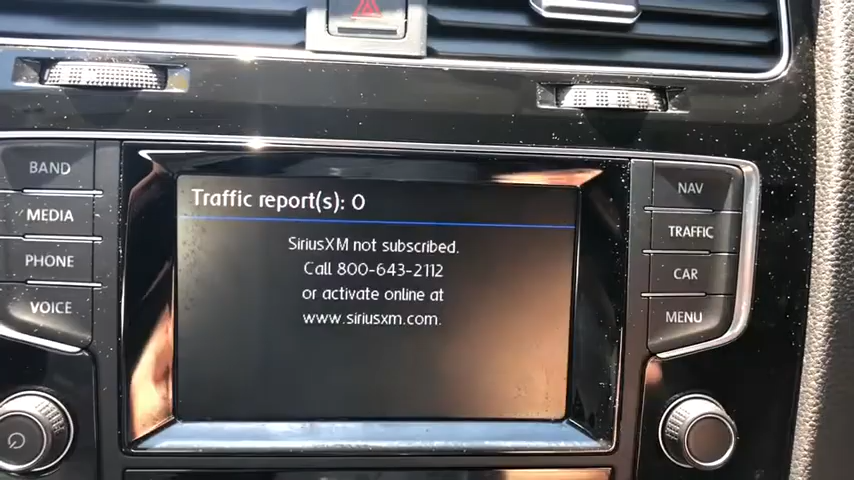 BAND
MEDIA
PHONE
VOICE
Traffic report(s): 0
SiriusXM not subscribed.
Call 800-643-2112
or activate online at
www.siriusxm.com.
NAV
TRAFFIC
CAR
MENU